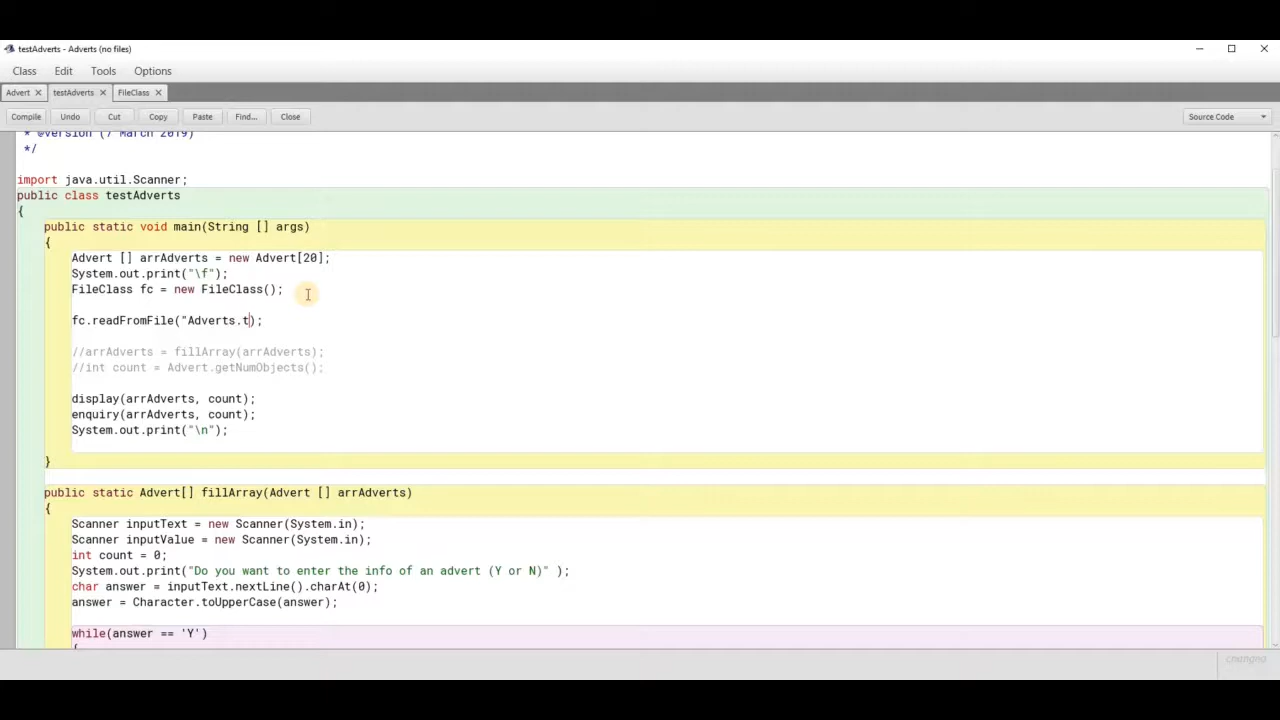 testAdverts - Adverts (no files)
Class Edit Tools Options
Advert testAdverts FileClass
Compile Undo Cut Copy Paste Find... Close Source Code
* @version (7 March 2019)
*/
import java.util.Scanner;
public class testAdverts
{
public static void main(String [] args)
{
Advert [] arrAdverts = new Advert[20];
System.out.print("\f");
FileClass fc = new FileClass();
fc.readFromFile("Adverts.t);
//arrAdverts = fillArray(arrAdverts);
//int count = Advert.getNumObjects();
display(arrAdverts, count);
enquiry(arrAdverts, count);
System.out.print("\n");
}
public static Advert[] fillArray(Advert [] arrAdverts)
{
Scanner inputText = new Scanner(System.in);
Scanner inputValue = new Scanner(System.in);
int count = 0;
System.out.print("Do you want to enter the info of an advert (Y or N)" );
char answer = inputText.nextLine().charAt(0);
answer = Character.toUpperCase(answer);
while(answer == 'Y')
{